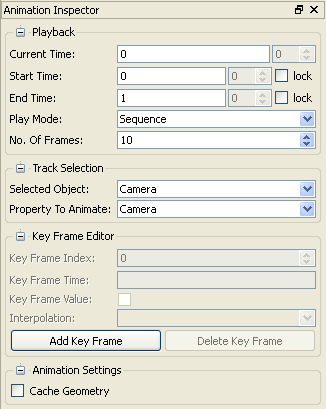 Animation Inspector
Playback
Current Time: 0 0
Start Time: 0 0 lock
End Time: 1 0 lock
Play Mode: Sequence
No. Of Frames: 10
Track Selection
Selected Object: Camera
Property To Animate: Camera
Key Frame Editor
Key Frame Index: 0
Key Frame Time:
Key Frame Value:
Interpolation:
Add Key Frame Delete Key Frame
Animation Settings
Cache Geometry